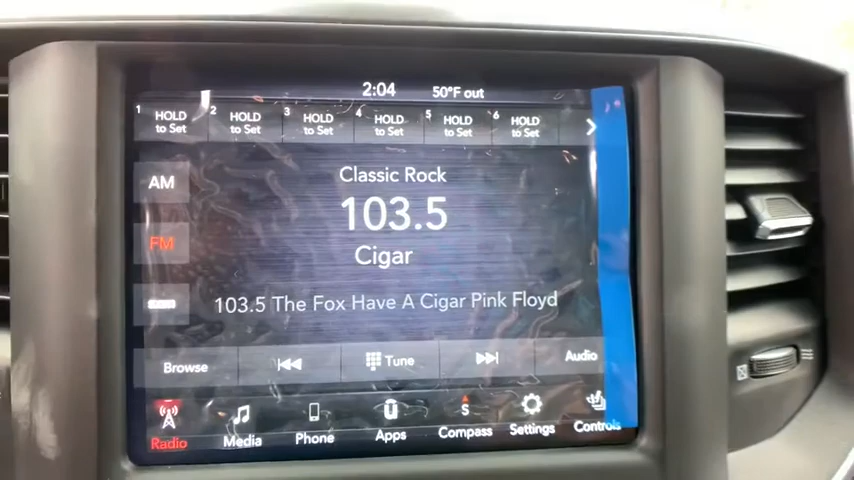 2:04 50°F out
1 HOLD to Set 2 HOLD to Set 3 HOLD to Set 4 HOLD to Set 5 HOLD to Set 6 HOLD to Set
AM
Classic Rock
103.5
FM
Cigar
103.5 The Fox Have A Cigar Pink Floyd
Browse Tune Audio
S
Radio Media Phone Apps Compass Settings Controls